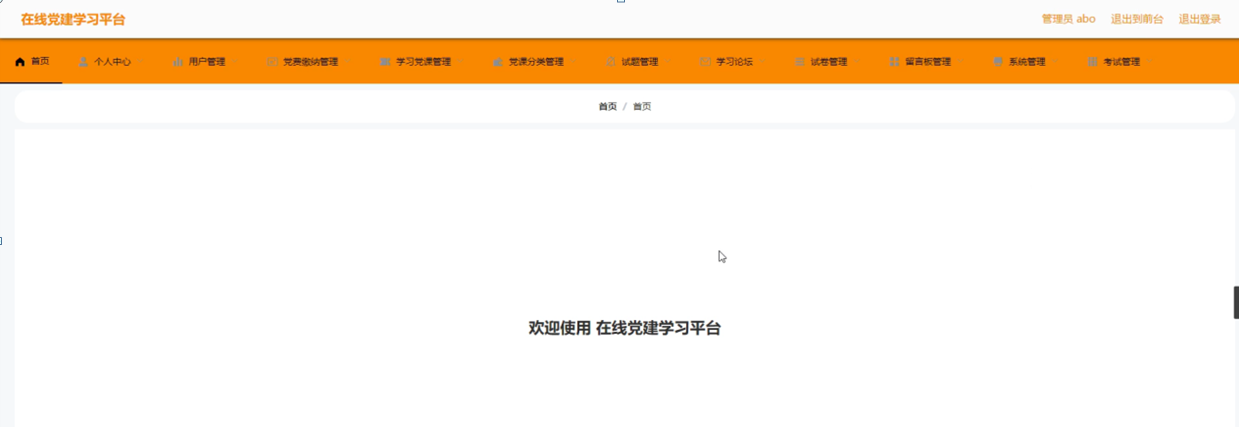 在线党建学习平台 管理员 abo 退出到前台 退出登录
首页 个人中心 用户管理 党费缴纳管理 学习党课管理 党课分类管理 试题管理 学习论坛 试卷管理 留言板管理 系统管理 考试管理
首页 / 首页
欢迎使用 在线党建学习平台